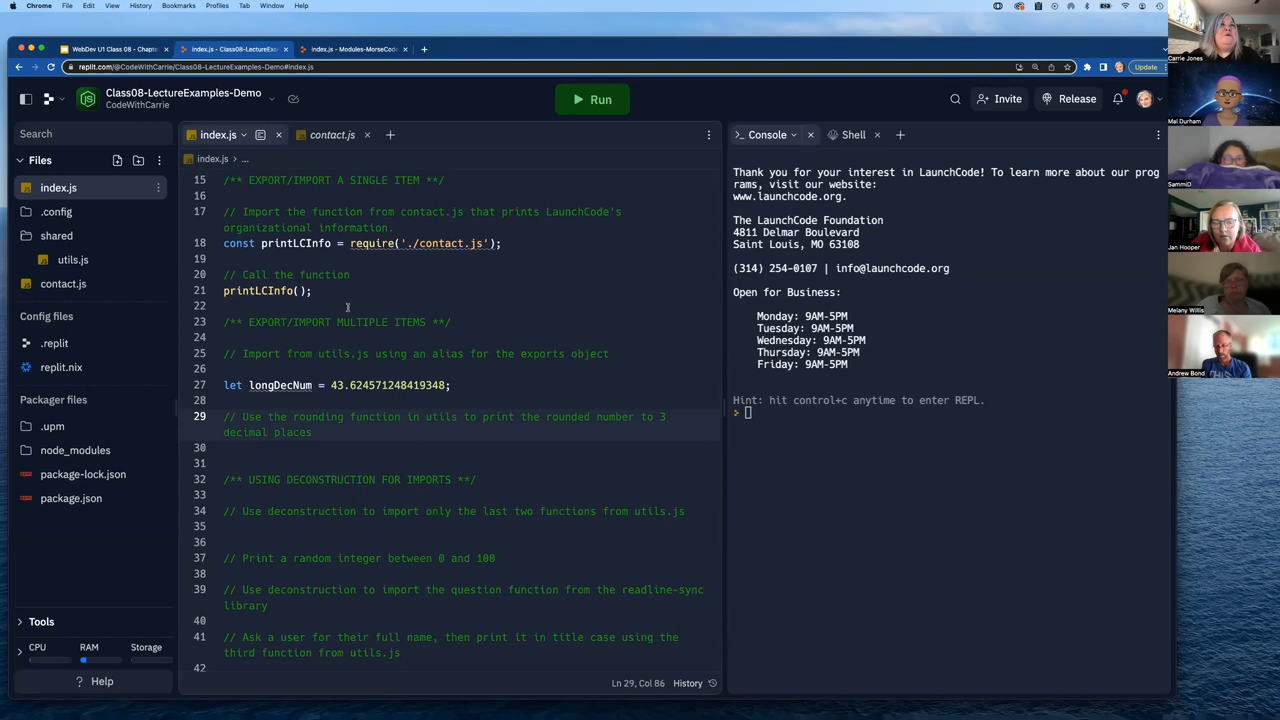 Chrome File Edit View History Bookmarks Profiles Tab Window Help
WebDev U1 Class 08 - Chapte
index.js - Class08-LectureExa
index.js - Modules-MorseCod
replit.com/@CodeWithCarrie/Class08-LectureExamples-Demo#index.js
Update
Class08-LectureExamples-Demo
CodeWithCarrie
Run
Invite
Release
Search
Files
index.js
.config
shared
utils.js
contact.js
Config files
.replit
replit.nix
Packager files
.upm
node_modules
package-lock.json
package.json
Tools
CPU RAM Storage
Help
index.js
contact.js
index.js > ...
15 /** EXPORT/IMPORT A SINGLE ITEM **/
16
17 // Import the function from contact.js that prints LaunchCode's
organizational information.
18 const printLCInfo = require('./contact.js');
19
20 // Call the function
21 printLCInfo();
22
23 /** EXPORT/IMPORT MULTIPLE ITEMS **/
24
25 // Import from utils.js using an alias for the exports object
26
27 let longDecNum = 43.624571248419348;
28
29 // Use the rounding function in utils to print the rounded number to 3
decimal places
30
31
32 /** USING DECONSTRUCTION FOR IMPORTS **/
33
34 // Use deconstruction to import only the last two functions from utils.js
35
36
37 // Print a random integer between 0 and 100
38
39 // Use deconstruction to import the question function from the readline-sync
library
40
41 // Ask a user for their full name, then print it in title case using the
third function from utils.js
42
Ln 29, Col 86 History
Console
Shell
Thank you for your interest in LaunchCode! To learn more about our prog
rams, visit our website:
www.launchcode.org.
The LaunchCode Foundation
4811 Delmar Boulevard
Saint Louis, MO 63108
(314) 254-0107 | info@launchcode.org
Open for Business:
Monday: 9AM-5PM
Tuesday: 9AM-5PM
Wednesday: 9AM-5PM
Thursday: 9AM-5PM
Friday: 9AM-5PM
Hint: hit control+c anytime to enter REPL.
>
Carrie Jones
Mal Durham
SammiD
Jan Hooper
Melany Willis
Andrew Bond